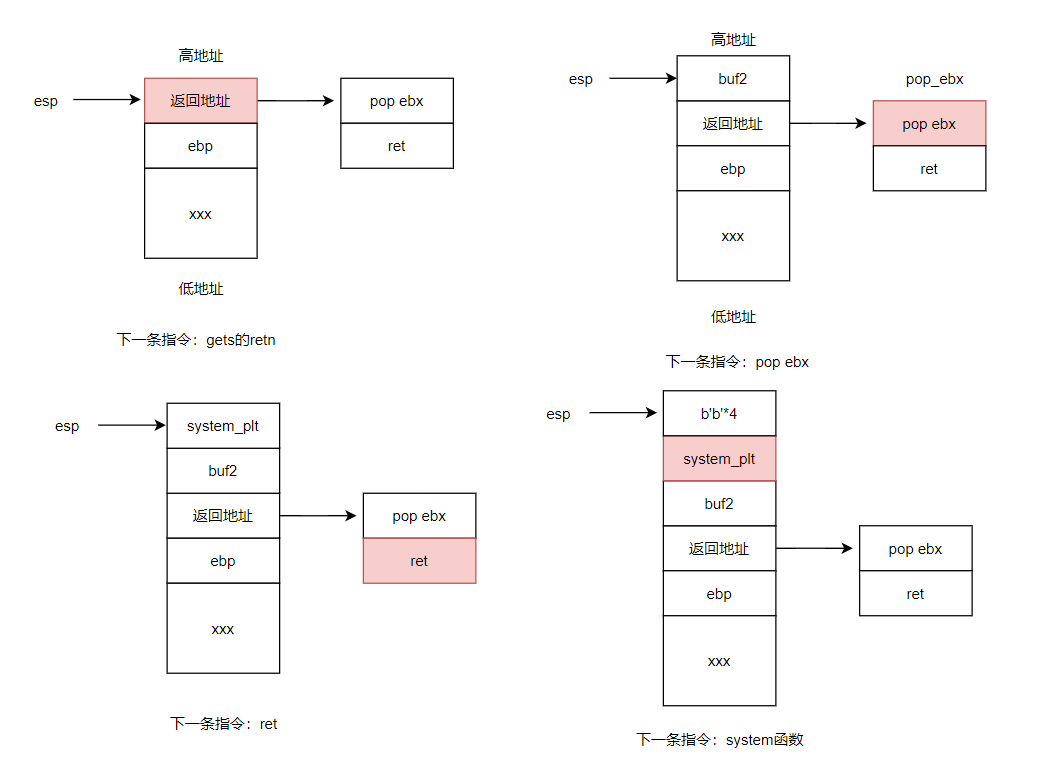 高地址
esp
返回地址
pop ebx
ebp
ret
xxx
低地址
下一条指令：gets的retn
高地址
esp
buf2
pop_ebx
返回地址
pop ebx
ebp
ret
xxx
低地址
下一条指令：pop ebx
esp
system_plt
buf2
返回地址
pop ebx
ebp
ret
xxx
下一条指令：ret
esp
b'b'*4
system_plt
buf2
返回地址
pop ebx
ebp
ret
xxx
下一条指令：system函数